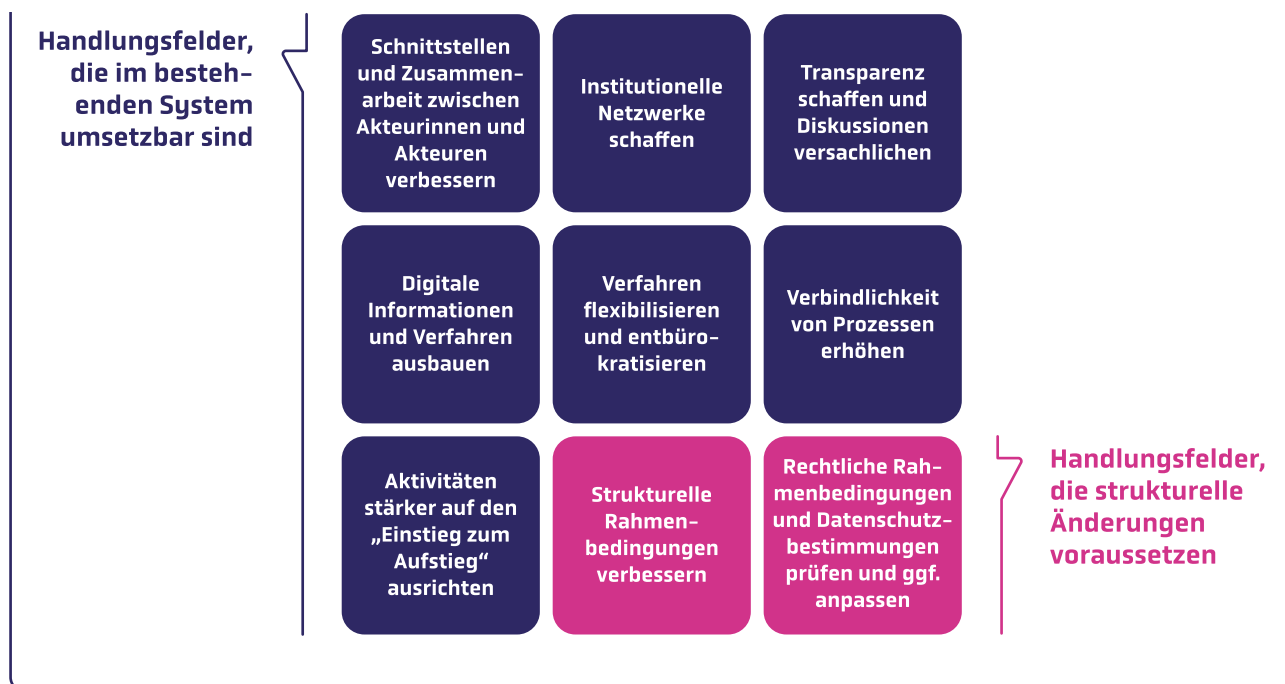 Handlungsfelder,
die im besteh-
enden System
umsetzbar sind
Schnittstellen
und Zusammen-
arbeit zwischen
Akteurinnen und
Akteuren
verbessern
Institutionelle
Netzwerke
schaffen
Transparenz
schaffen und
Diskussionen
versachlichen
Digitale
Informationen
und Verfahren
ausbauen
Verfahren
flexibilisieren
und entbüro-
kratisieren
Verbindlichkeit
von Prozessen
erhöhen
Aktivitäten
stärker auf den
„Einstieg zum
Aufstieg“
ausrichten
Strukturelle
Rahmen-
bedingungen
verbessern
Rechtliche Rah-
menbedingungen
und Datenschutz-
bestimmungen
prüfen und ggf.
anpassen
Handlungsfelder,
die strukturelle
Änderungen
voraussetzen